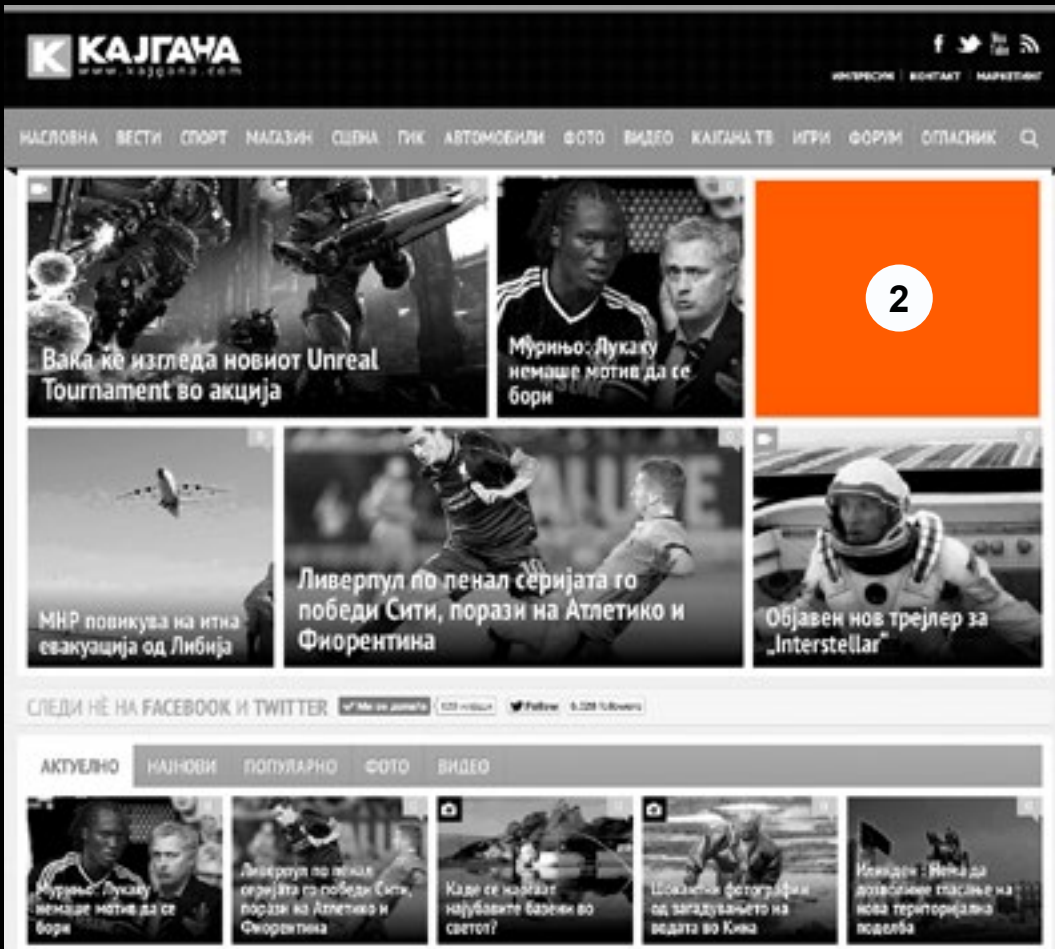 К КАЈГАНА
www.kajgana.com
ИМПРЕСУМ КОНТАКТ МАРКЕТИНГ
НАСЛОВНА ВЕСТИ СПОРТ МАГАЗИН СЦЕНА ГИК АВТОМОБИЛИ ФОТО ВИДЕО КАЈГАНА ТВ ИГРИ ФОРУМ ОГЛАСНИК
Вака ќе изгледа новиот Unreal
Tournament во акција
Мурињо: Лукаку
немаше мотив да се
бори
2
МНР повикува на итна
евакуација од Либија
Ливерпул по пенал серијата го
победи Сити, порази на Атлетико и
Фиорентина
Објавен нов трејлер за
„Interstellar“
СЛЕДИ НЀ НА FACEBOOK И TWITTER Follow
АКТУЕЛНО НАЈНОВИ ПОПУЛАРНО ФОТО ВИДЕО
Мурињо: Лукаку
немаше мотив да се
бори
Ливерпул по пенал
серијата го победи Сити,
порази на Атлетико и
Фиорентина
Каде се наоѓаат
најубавите базени во
светот?
Шокантни фотографии
од загадувањето на
водата во Кина
Илинден: Нема да
дозволиме гласање на
нова територијална
поделба